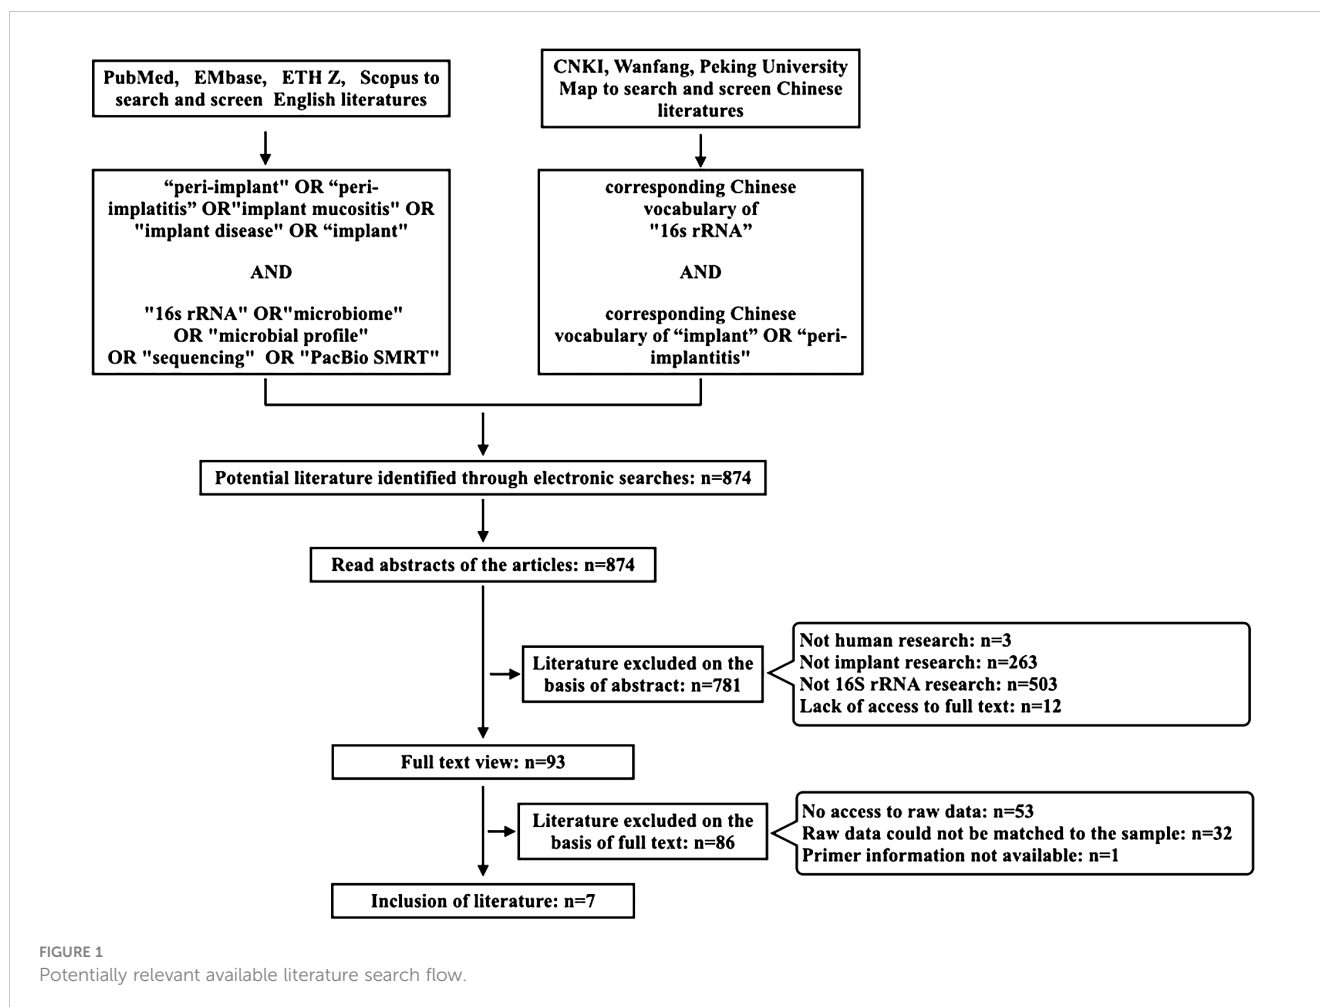 PubMed, EMbase, ETH Z, Scopus to
search and screen English literatures
CNKI, Wanfang, Peking University
Map to search and screen Chinese
literatures
“peri-implant" OR “peri-
implatitis” OR"implant mucositis" OR
"implant disease" OR “implant"
AND
"16s rRNA" OR"microbiome"
OR "microbial profile"
OR "sequencing" OR "PacBio SMRT"
corresponding Chinese
vocabulary of
"16s rRNA”
AND
corresponding Chinese
vocabulary of “implant” OR “peri-
implantitis"
Potential literature identified through electronic searches: n=874
Read abstracts of the articles: n=874
Literature excluded on the
basis of abstract: n=781
Not human research: n=3
Not implant research: n=263
Not 16S rRNA research: n=503
Lack of access to full text: n=12
Full text view: n=93
Literature excluded on the
basis of full text: n=86
No access to raw data: n=53
Raw data could not be matched to the sample: n=32
Primer information not available: n=1
Inclusion of literature: n=7
FIGURE 1
Potentially relevant available literature search flow.